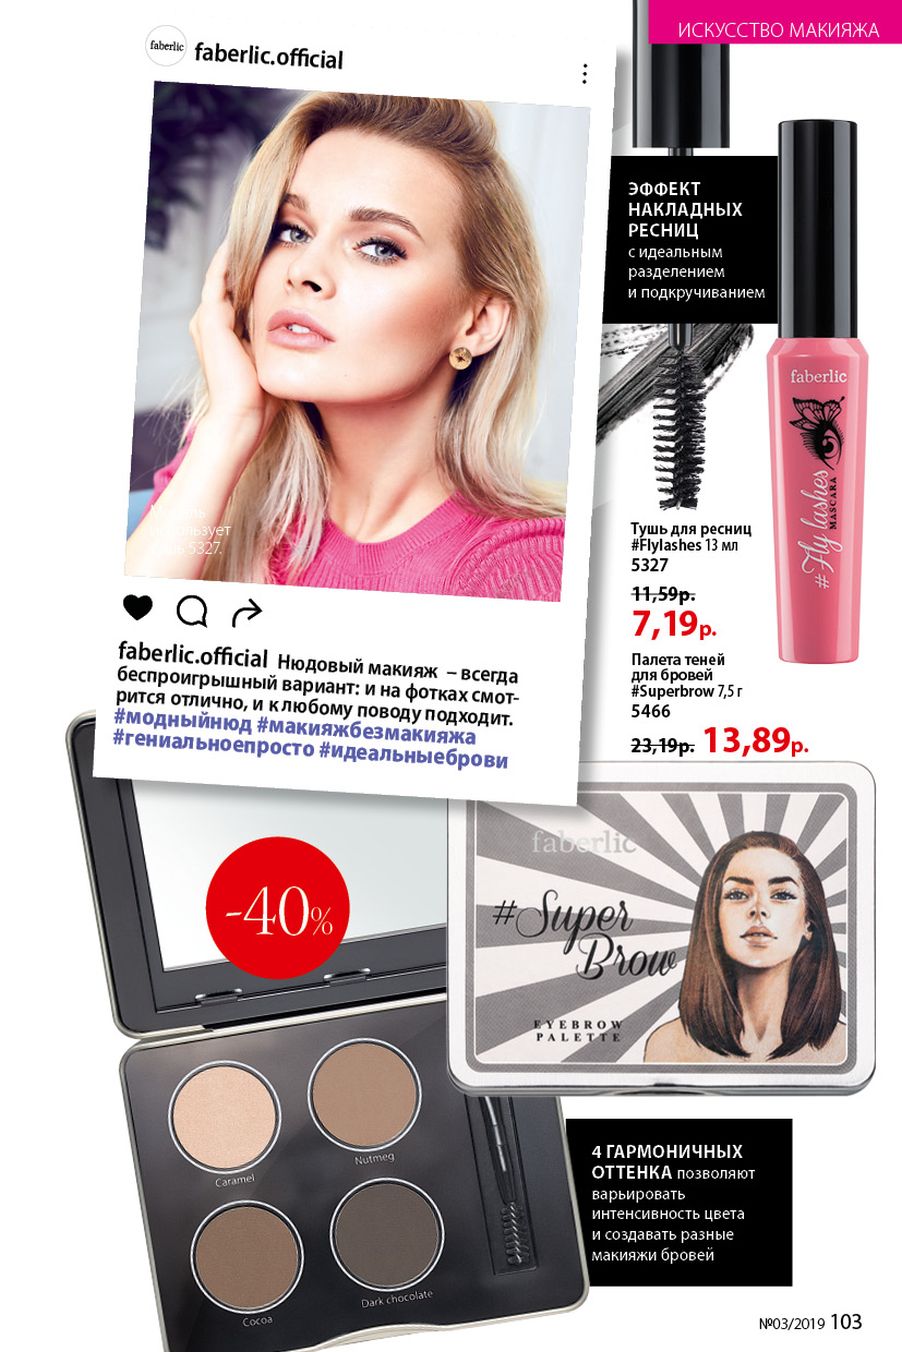 ИСКУССТВО МАКИЯЖА
faberlic
faberlic.official
Модель
использует
тушь 5327.
faberlic.official Нюдовый макияж – всегда
беспроигрышный вариант: и на фотках смот-
рится отлично, и к любому поводу подходит.
#модныйнюд #макияжбезмакияжа
#гениальноепросто #идеальныеброви
ЭФФЕКТ
НАКЛАДНЫХ
РЕСНИЦ
с идеальным
разделением
и подкручиванием
faberlic
#Fly lashes
MASCARA
Тушь для ресниц
#Flylashes 13 мл
5327
11,59р.
7,19р.
Палета теней
для бровей
#Superbrow 7,5 г
5466
23,19р. 13,89р.
-40%
faberlic
#Super
Brow
EYEBROW
PALETTE
Caramel
Nutmeg
Cocoa
Dark chocolate
4 ГАРМОНИЧНЫХ
ОТТЕНКА позволяют
варьировать
интенсивность цвета
и создавать разные
макияжи бровей
№03/2019 103